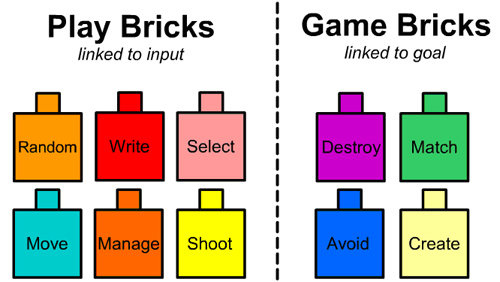 Play Bricks
linked to input
Random Write Select
Move Manage Shoot
Game Bricks
linked to goal
Destroy Match
Avoid Create